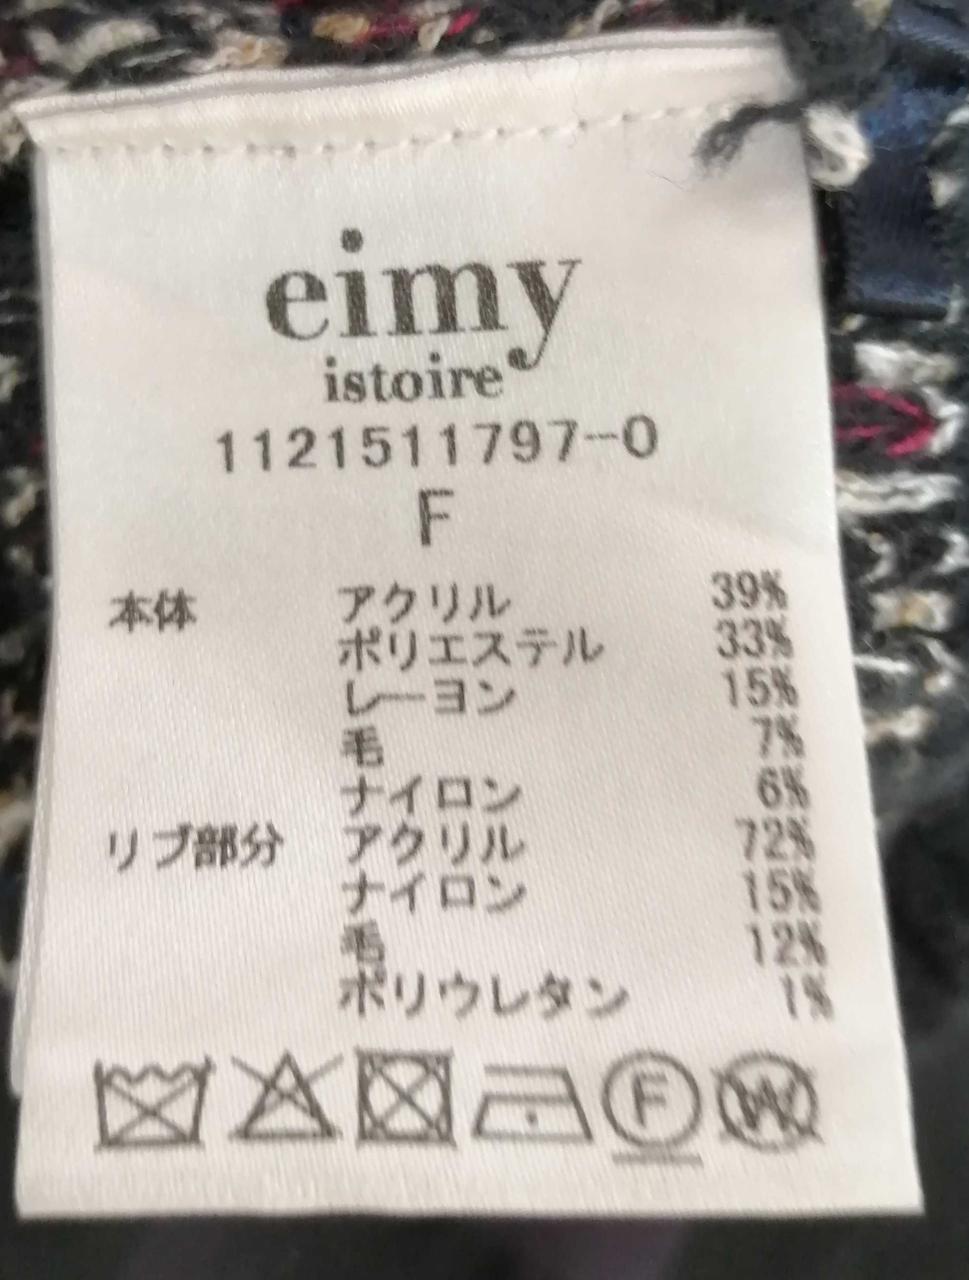 eimy
istoire
1121511797-0
F
本体 アクリル 39%
ポリエステル 33%
レーヨン 15%
毛 7%
ナイロン 6%
リブ部分 アクリル 72%
ナイロン 15%
毛 12%
ポリウレタン 1%
F W